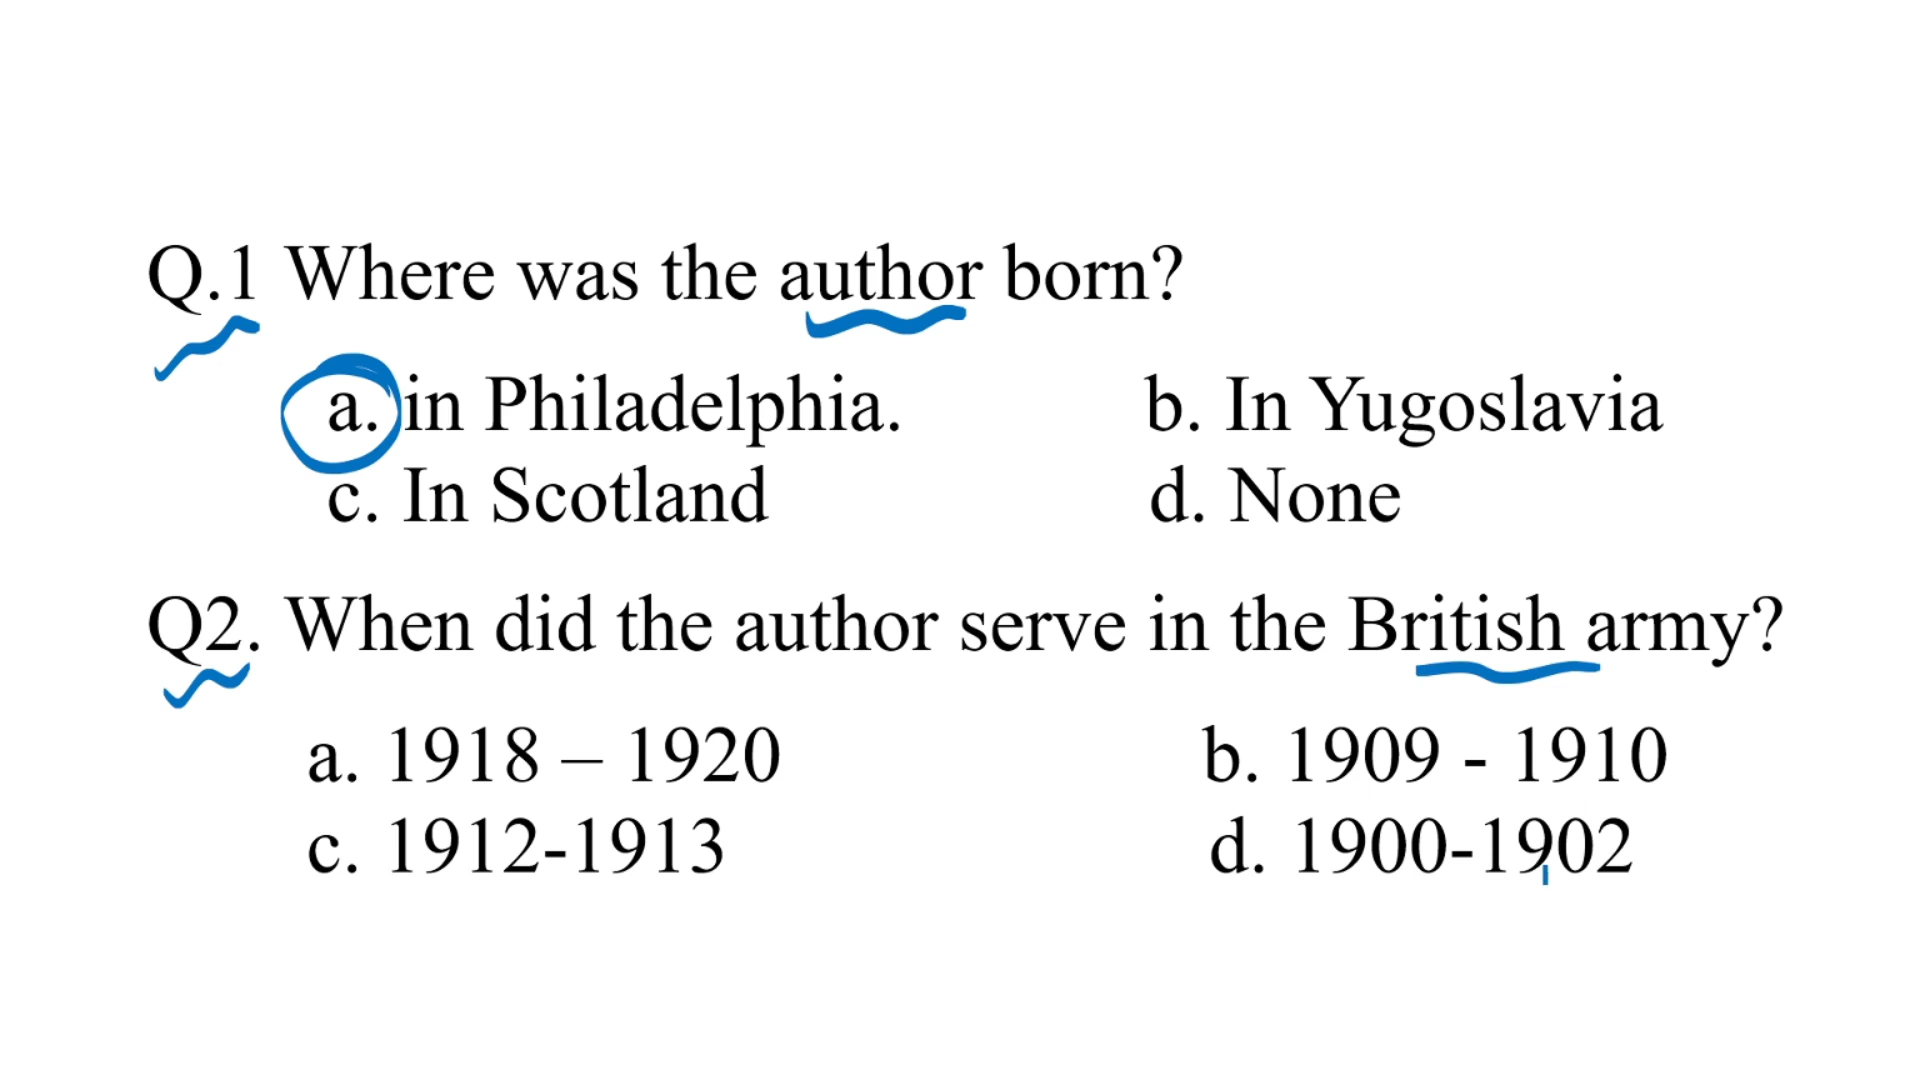 Q.1 Where was the author born?
a. in Philadelphia. b. In Yugoslavia
c. In Scotland d. None
Q2. When did the author serve in the British army?
a. 1918 – 1920 b. 1909 - 1910
c. 1912-1913 d. 1900-1902